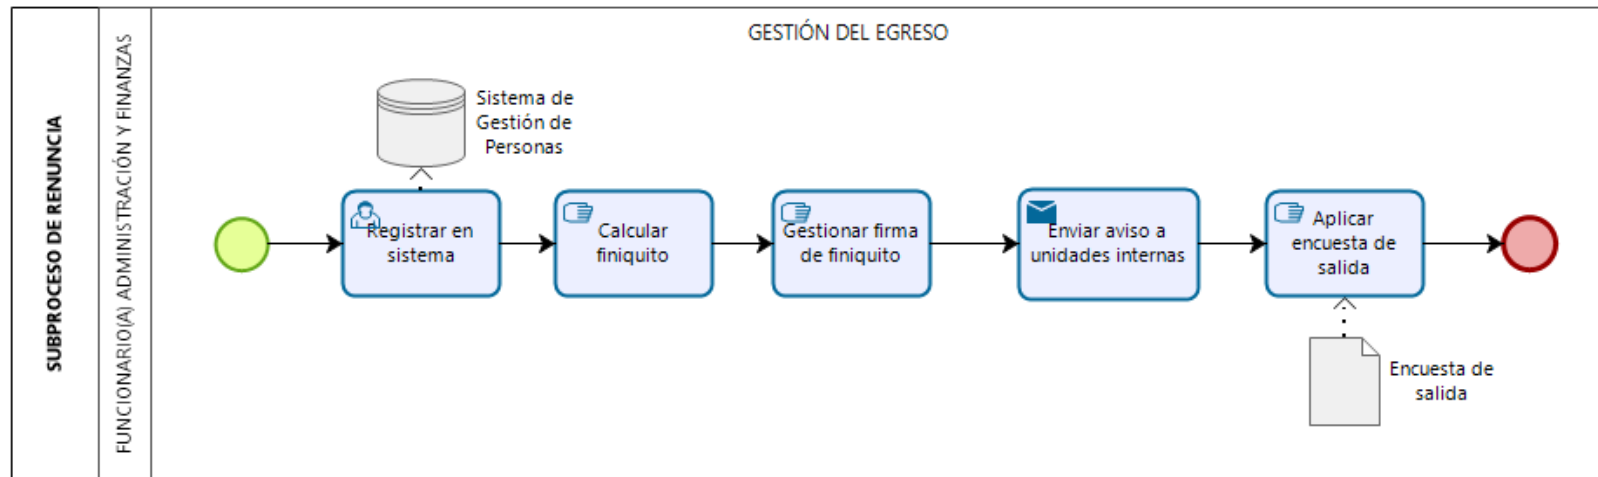 SUBPROCESO DE RENUNCIA
FUNCIONARIO(A) ADMINISTRACIÓN Y FINANZAS
GESTIÓN DEL EGRESO
Sistema de
Gestión de
Personas
Registrar en
sistema
Calcular
finiquito
Gestionar firma
de finiquito
Enviar aviso a
unidades internas
Aplicar
encuesta de
salida
Encuesta de
salida